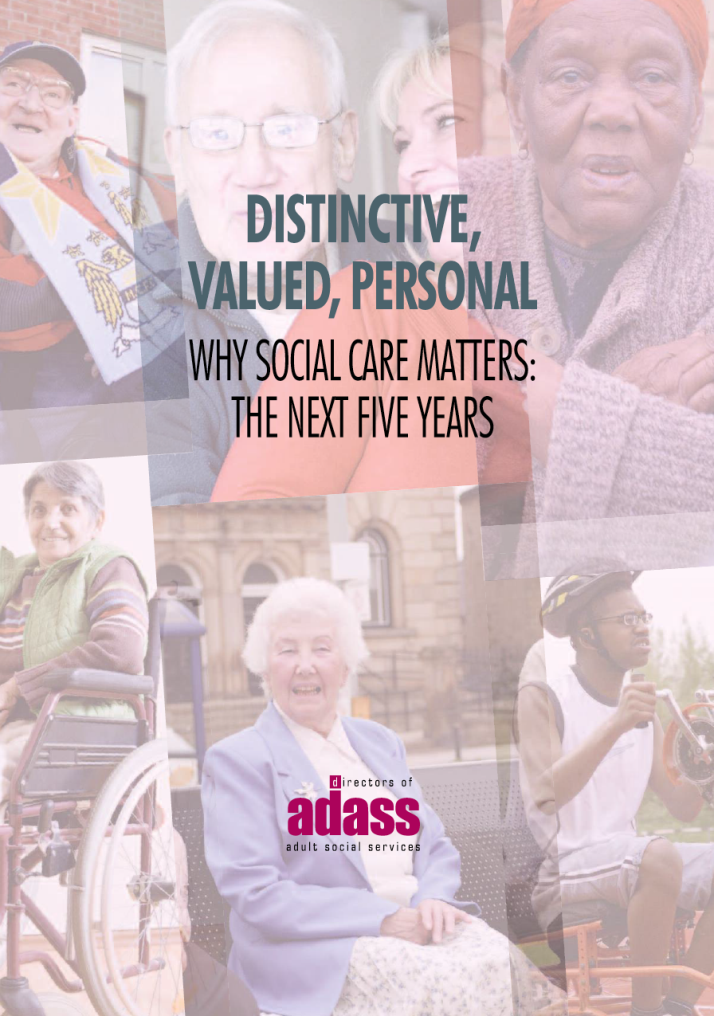 DISTINCTIVE,
VALUED, PERSONAL
WHY SOCIAL CARE MATTERS:
THE NEXT FIVE YEARS
directors of
adass
adult social services